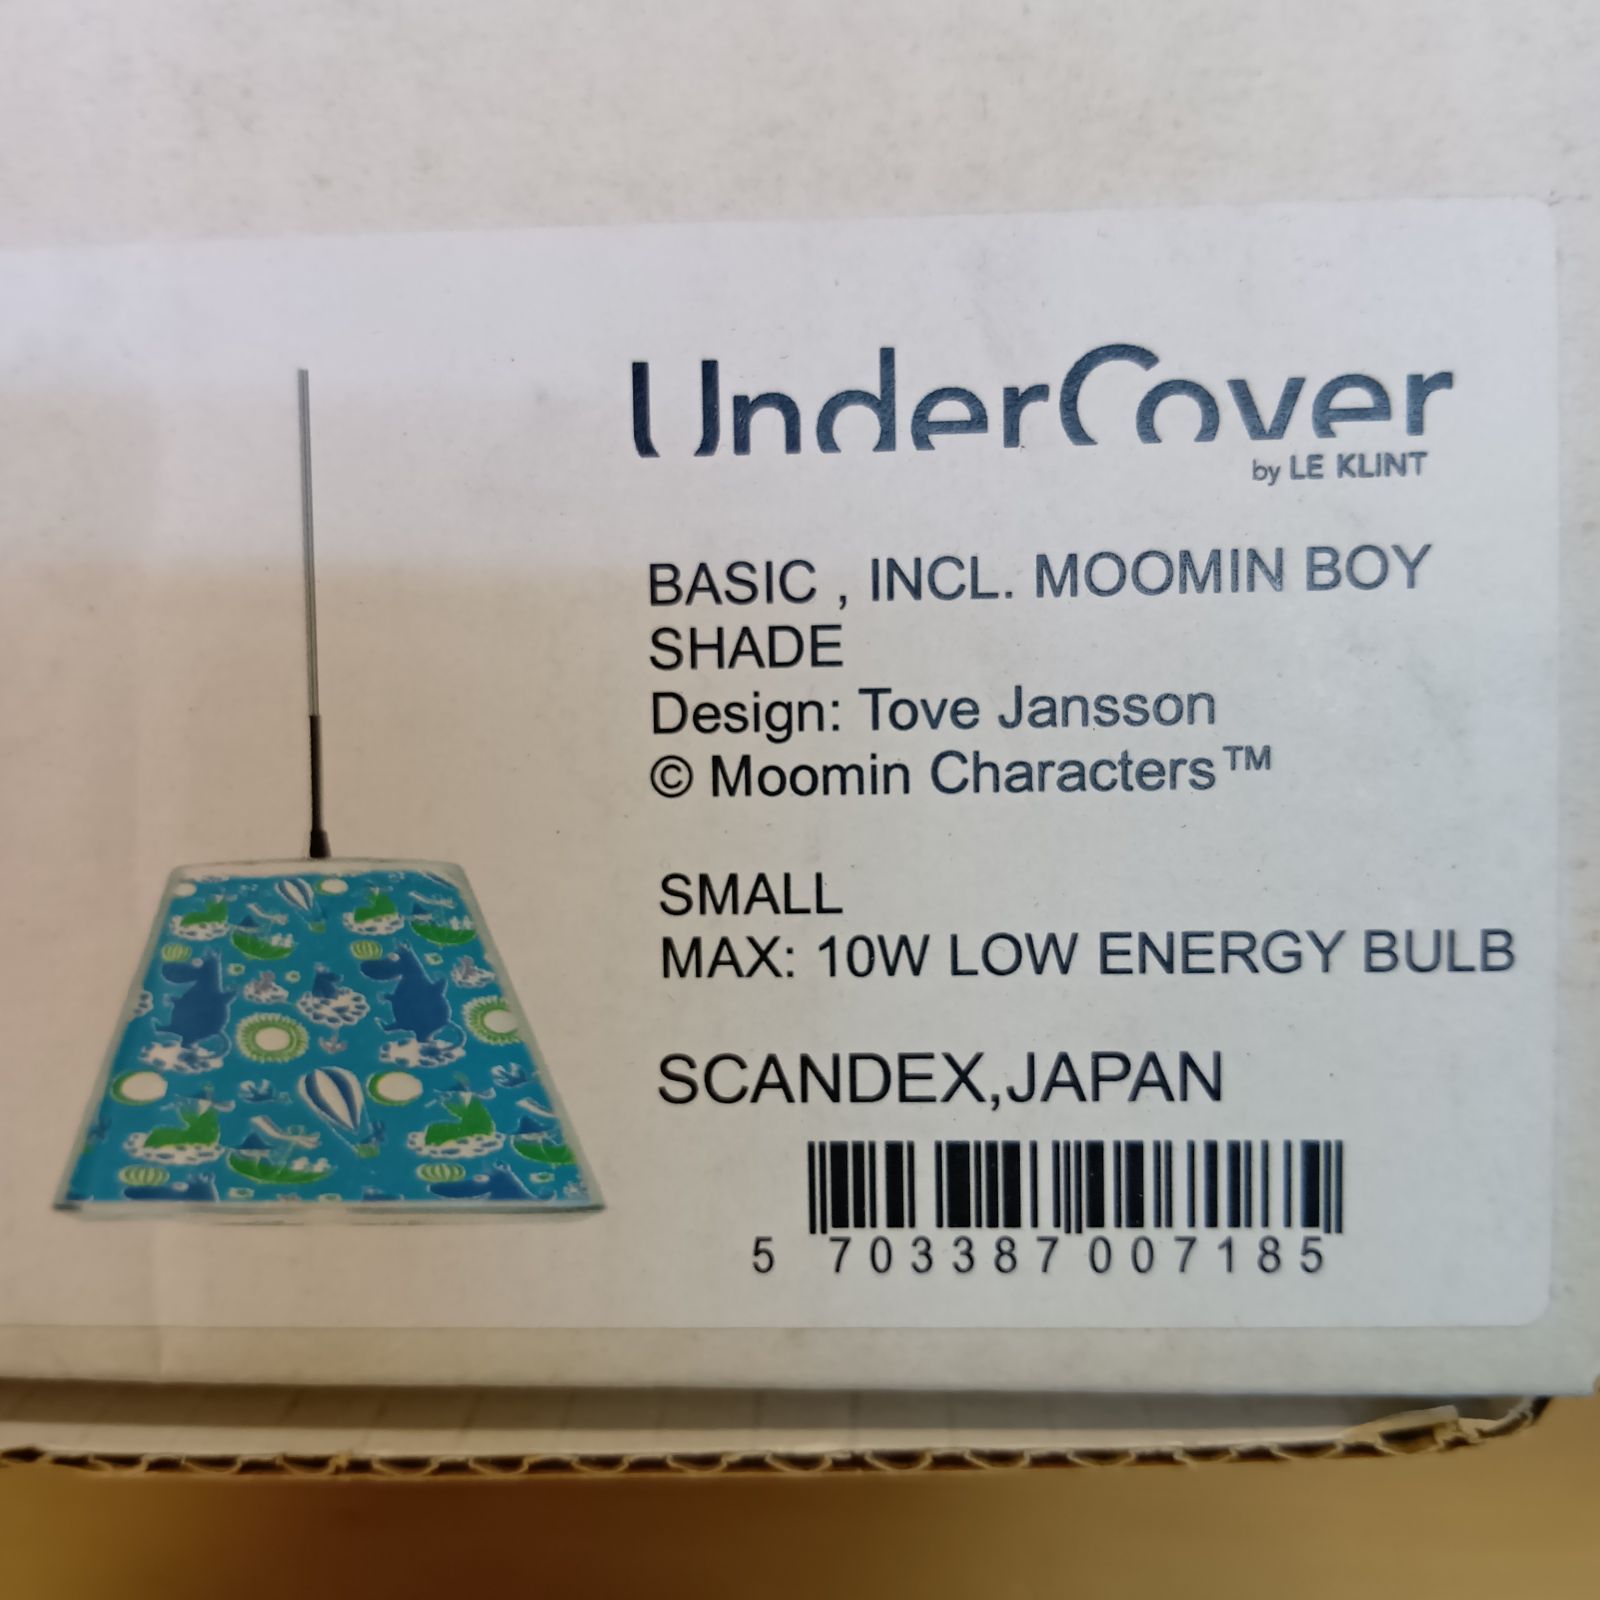 UnderCover
by LE KLINT
BASIC , INCL. MOOMIN BOY
SHADE
Design: Tove Jansson
© Moomin Characters™
SMALL
MAX: 10W LOW ENERGY BULB
SCANDEX,JAPAN
5 703387 007185